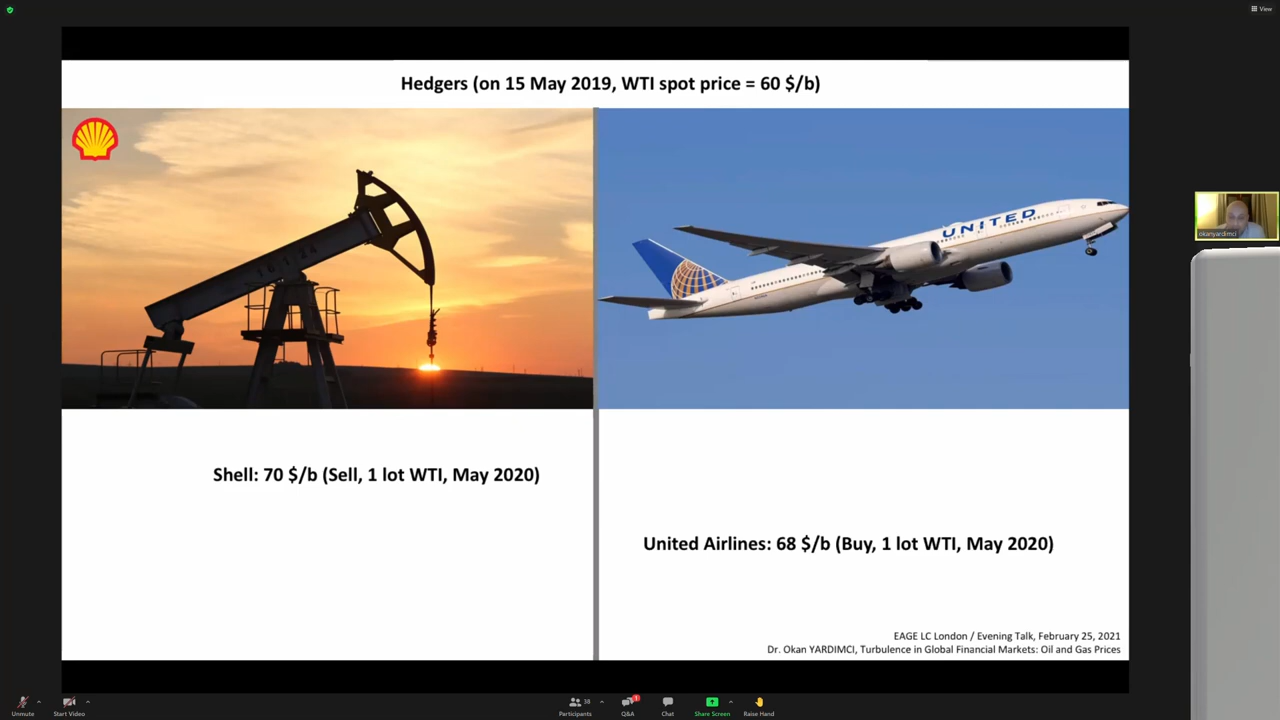 View
Hedgers (on 15 May 2019, WTI spot price = 60 $/b)
UNITED
okanyardimci
Shell: 70 $/b (Sell, 1 lot WTI, May 2020)
United Airlines: 68 $/b (Buy, 1 lot WTI, May 2020)
EAGE LC London / Evening Talk, February 25, 2021
Dr. Okan YARDIMCI, Turbulence in Global Financial Markets: Oil and Gas Prices
Unmute
Start Video
Participants
38
Q&A
1
Chat
Share Screen
Raise Hand